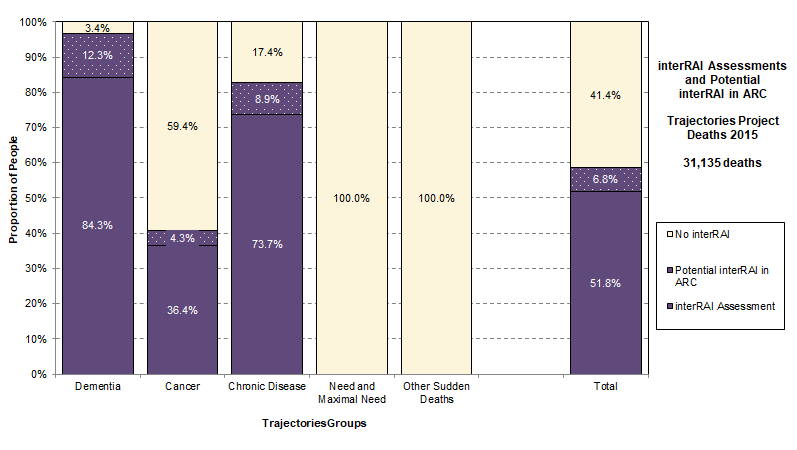 100%
90%
80%
70%
60%
50%
40%
30%
20%
10%
0%
Proportion of People
3.4%
12.3%
84.3%
59.4%
4.3%
36.4%
17.4%
8.9%
73.7%
100.0%
100.0%
41.4%
6.8%
51.8%
Dementia
Cancer
Chronic Disease
Need and
Maximal Need
Other Sudden
Deaths
Total
TrajectoriesGroups
interRAI Assessments
and Potential
interRAI in ARC
Trajectories Project
Deaths 2015
31,135 deaths
No interRAI
Potential interRAI in
ARC
interRAI Assessment